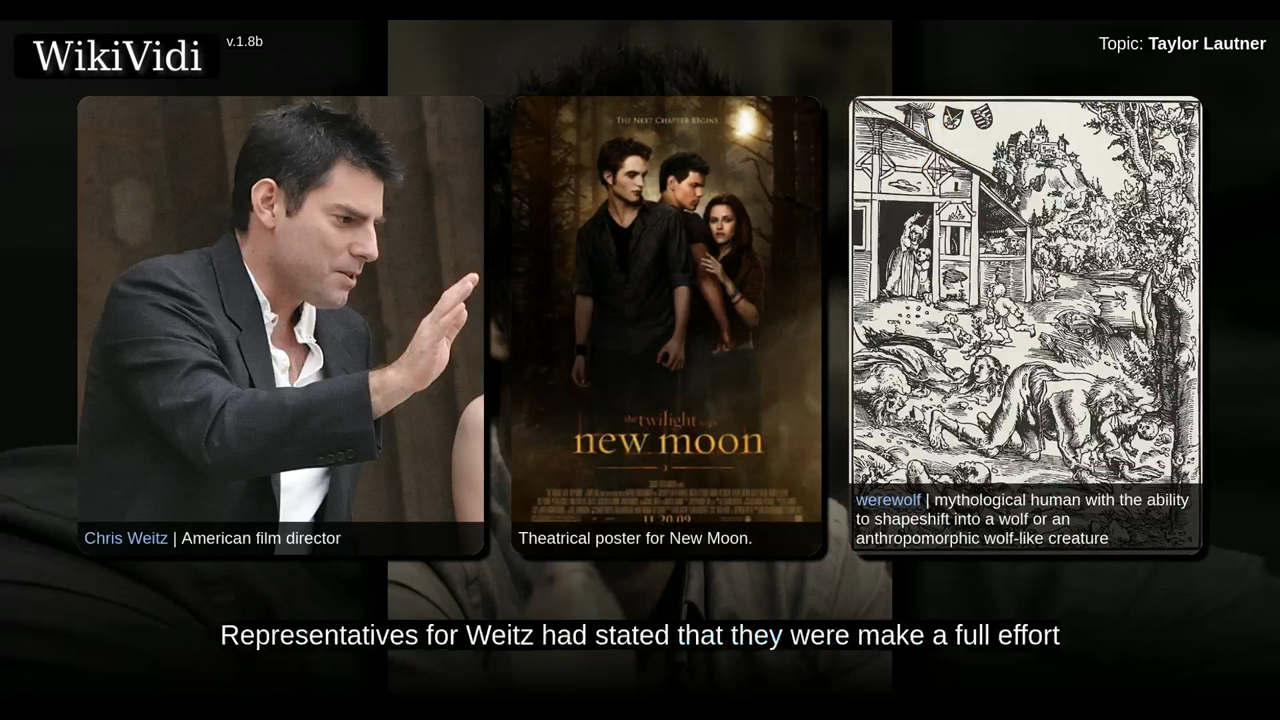 WikiVidi
v.1.8b
Topic: Taylor Lautner
THE NEXT CHAPTER BEGINS
the twilight saga
new moon
11.20.09
Chris Weitz | American film director
Theatrical poster for New Moon.
werewolf | mythological human with the ability
to shapeshift into a wolf or an
anthropomorphic wolf-like creature
Representatives for Weitz had stated that they were make a full effort